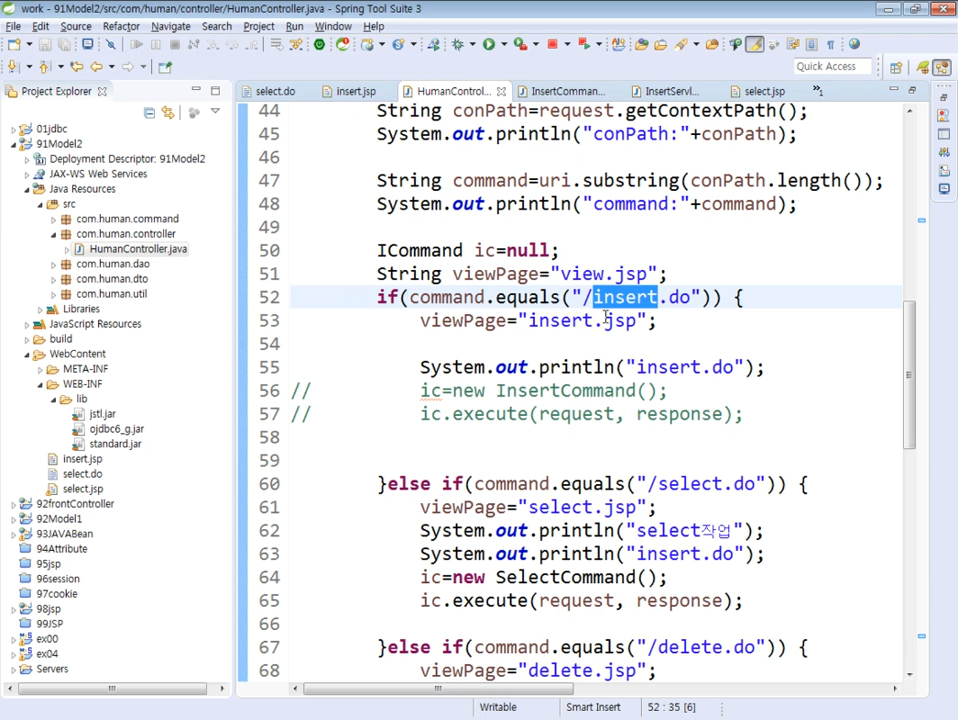 work - 91Model2/src/com/human/controller/HumanController.java - Spring Tool Suite 3
File Edit Source Refactor Navigate Search Project Run Window Help
Quick Access
Project Explorer
select.do
insert.jsp
HumanControl...
InsertComman...
InsertServl...
select.jsp
»1
01jdbc
91Model2
Deployment Descriptor: 91Model2
JAX-WS Web Services
Java Resources
src
com.human.command
com.human.controller
HumanController.java
com.human.dao
com.human.dto
com.human.util
Libraries
JavaScript Resources
build
WebContent
META-INF
WEB-INF
lib
jstl.jar
ojdbc6_g.jar
standard.jar
insert.jsp
select.do
select.jsp
92frontController
92Model1
93JAVABean
94Attribute
95jsp
96session
97cookie
98jsp
99JSP
ex00
ex04
Servers
44 String conPath=request.getContextPath();
45 System.out.println("conPath:"+conPath);
46
47 String command=uri.substring(conPath.length());
48 System.out.println("command:"+command);
49
50 ICommand ic=null;
51 String viewPage="view.jsp";
52 if(command.equals("/insert.do")) {
53 viewPage="insert.jsp";
54
55 System.out.println("insert.do");
56 // ic=new InsertCommand();
57 // ic.execute(request, response);
58
59
60 }else if(command.equals("/select.do")) {
61 viewPage="select.jsp";
62 System.out.println("select작업");
63 System.out.println("insert.do");
64 ic=new SelectCommand();
65 ic.execute(request, response);
66
67 }else if(command.equals("/delete.do")) {
68 viewPage="delete.jsp";
Writable
Smart Insert
52 : 35 [6]